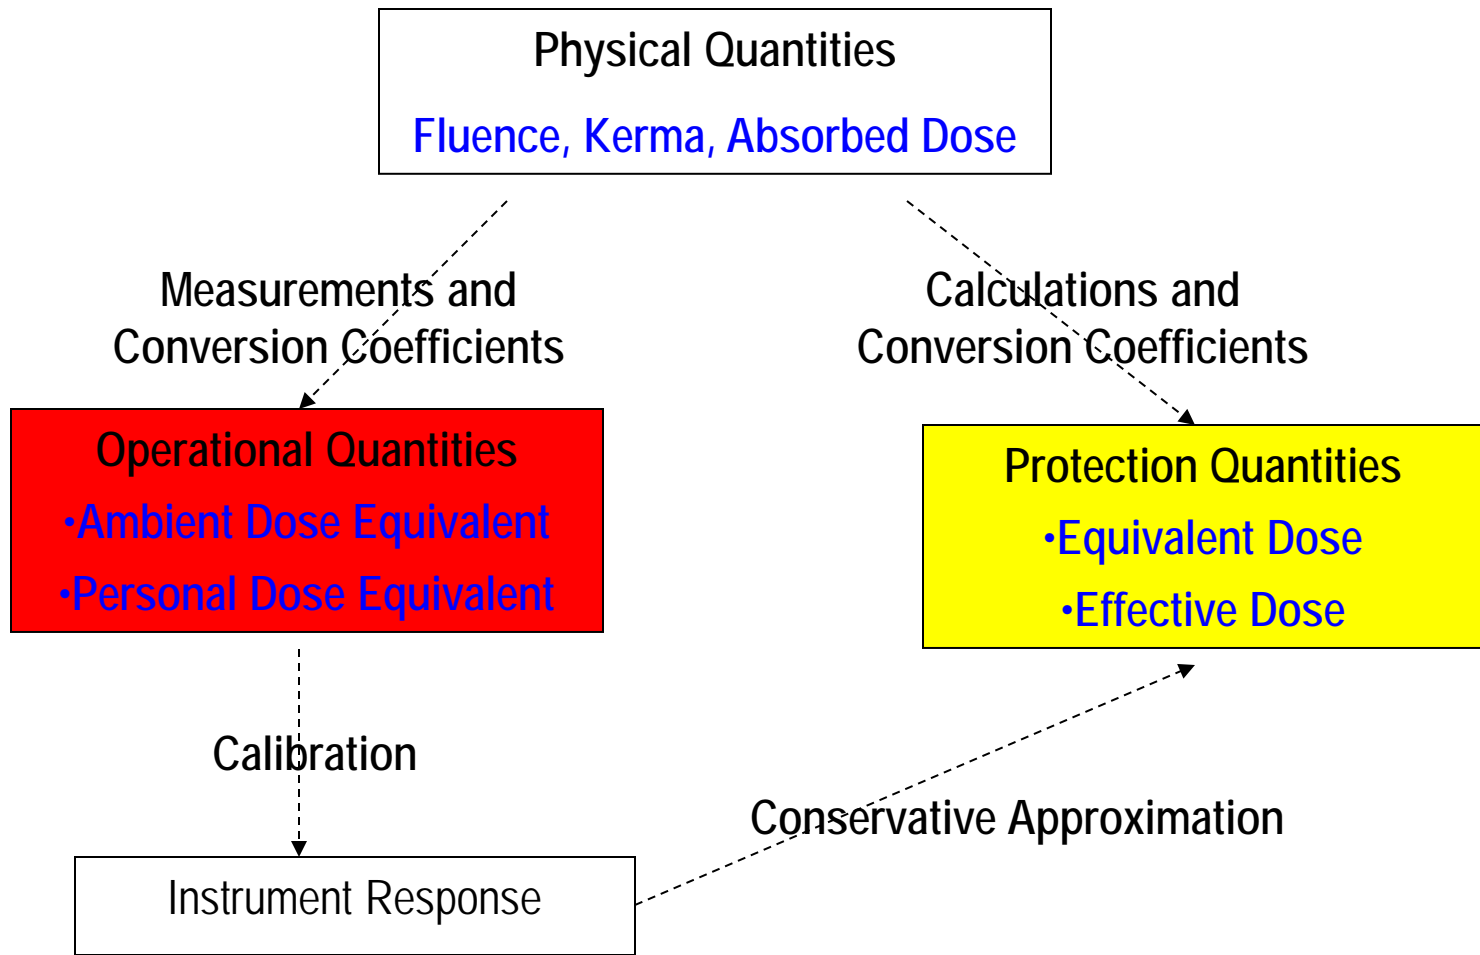 Physical Quantities
Fluence, Kerma, Absorbed Dose
Measurements and
Conversion Coefficients
Calculations and
Conversion Coefficients
Operational Quantities
•Ambient Dose Equivalent
•Personal Dose Equivalent
Protection Quantities
•Equivalent Dose
•Effective Dose
Calibration
Conservative Approximation
Instrument Response